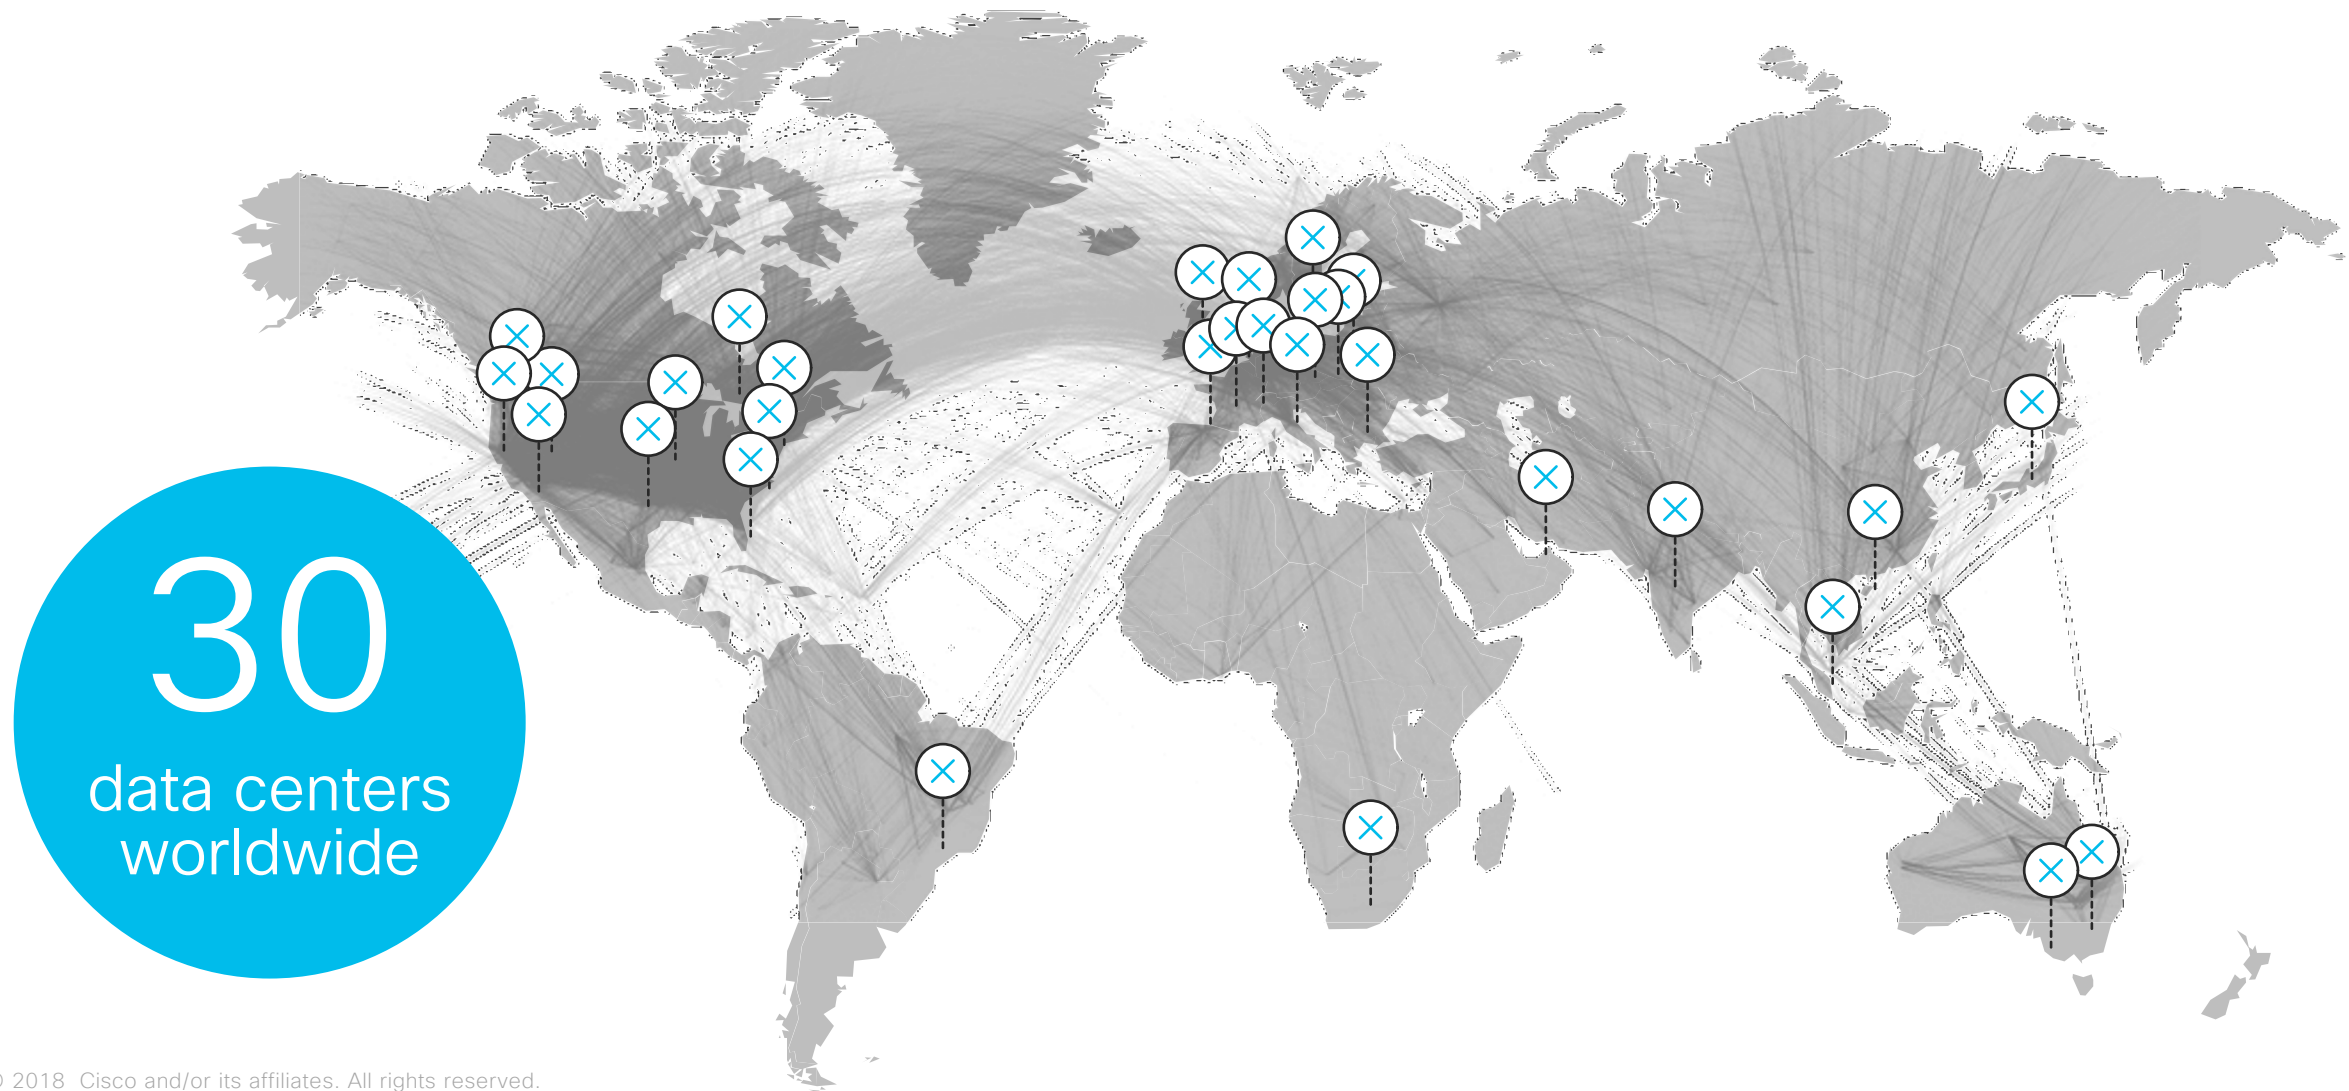 30
data centers
worldwide
© 2018 Cisco and/or its affiliates. All rights reserved.